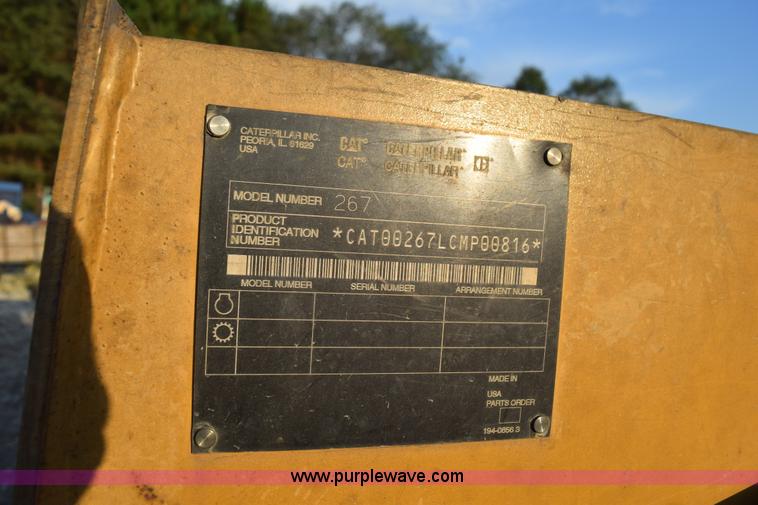 CATERPILLAR INC.
PEORIA, IL 61629
USA
CAT® CATERPILLAR®
CAT® CATERPILLAR®
MODEL NUMBER 267
PRODUCT
IDENTIFICATION
NUMBER *CAT00267LCMP00816*
MODEL NUMBER SERIAL NUMBER ARRANGEMENT NUMBER
MADE IN
USA
PARTS ORDER
194-0656 3
www.purplewave.com